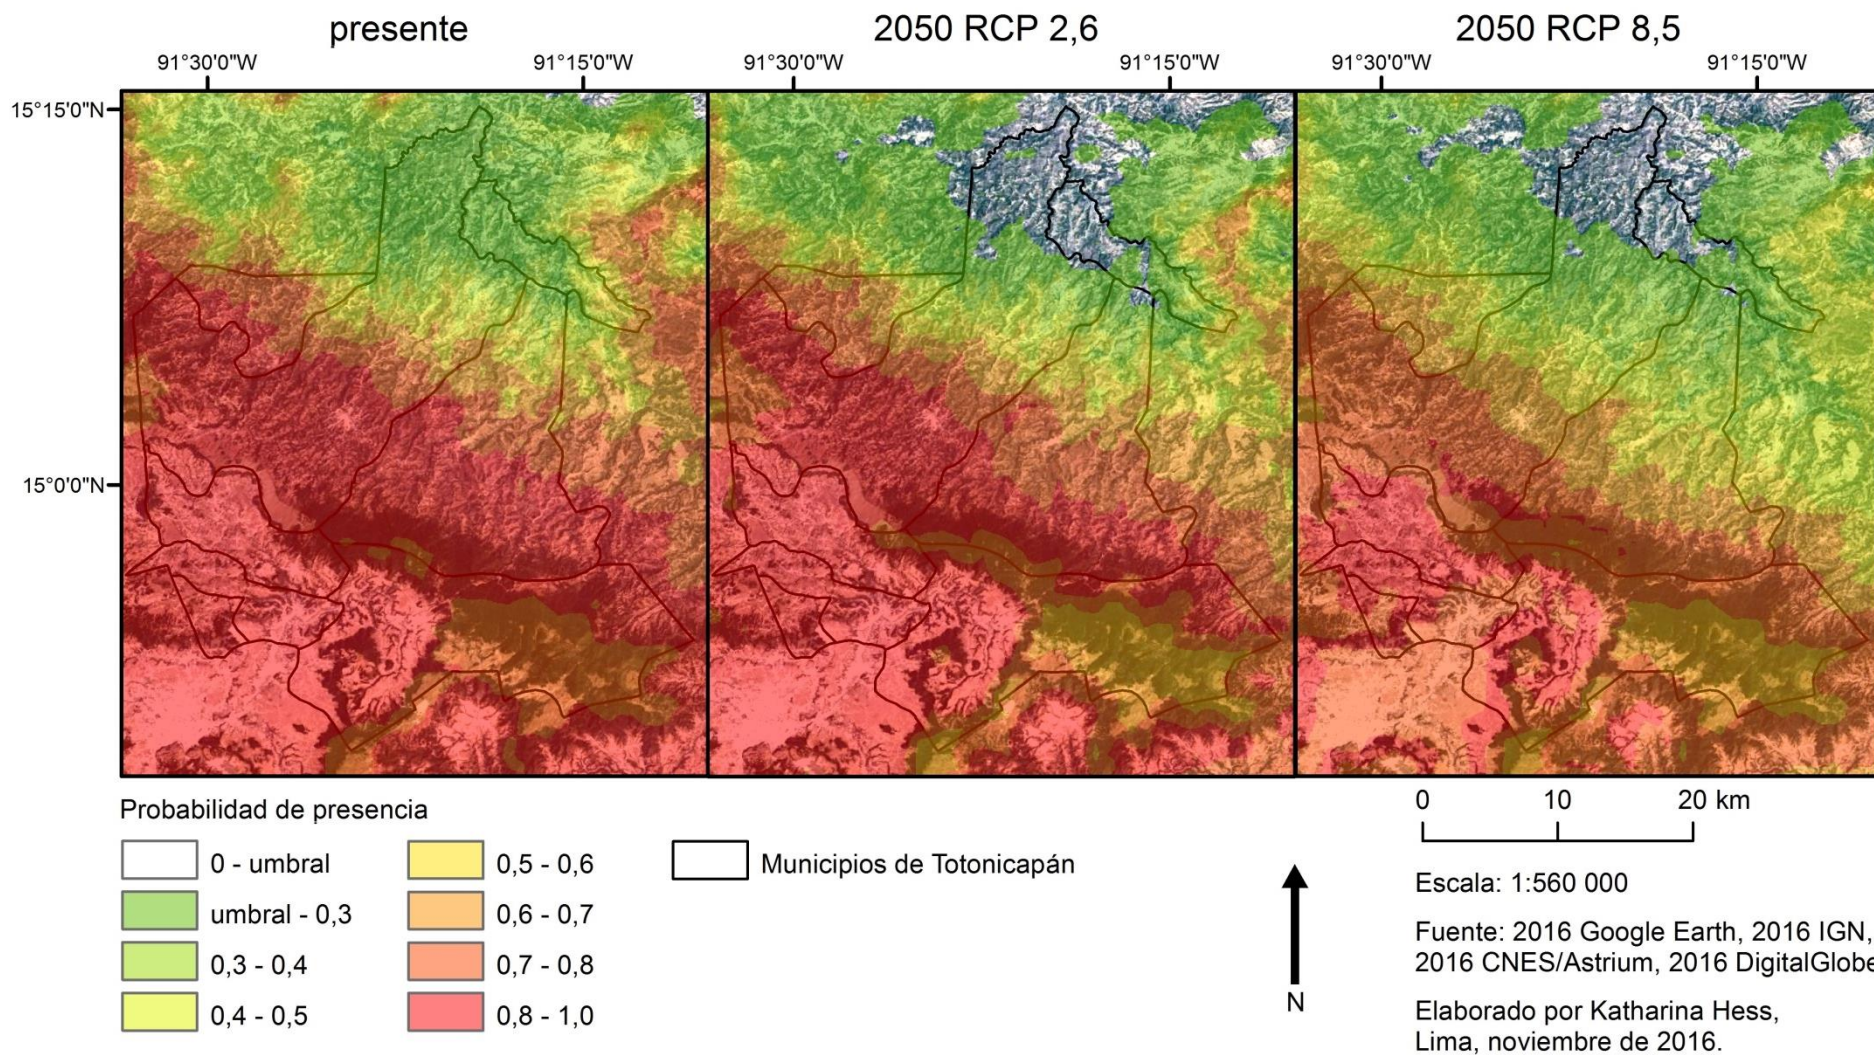 presente
2050 RCP 2,6
2050 RCP 8,5
91°30'0"W
91°15'0"W
91°30'0"W
91°15'0"W
91°30'0"W
91°15'0"W
15°15'0"N
15°0'0"N
Probabilidad de presencia
0 - umbral
umbral - 0,3
0,3 - 0,4
0,4 - 0,5
0,5 - 0,6
0,6 - 0,7
0,7 - 0,8
0,8 - 1,0
Municipios de Totonicapán
N
0 10 20 km
Escala: 1:560 000
Fuente: 2016 Google Earth, 2016 IGN,
2016 CNES/Astrium, 2016 DigitalGlobe
Elaborado por Katharina Hess,
Lima, noviembre de 2016.